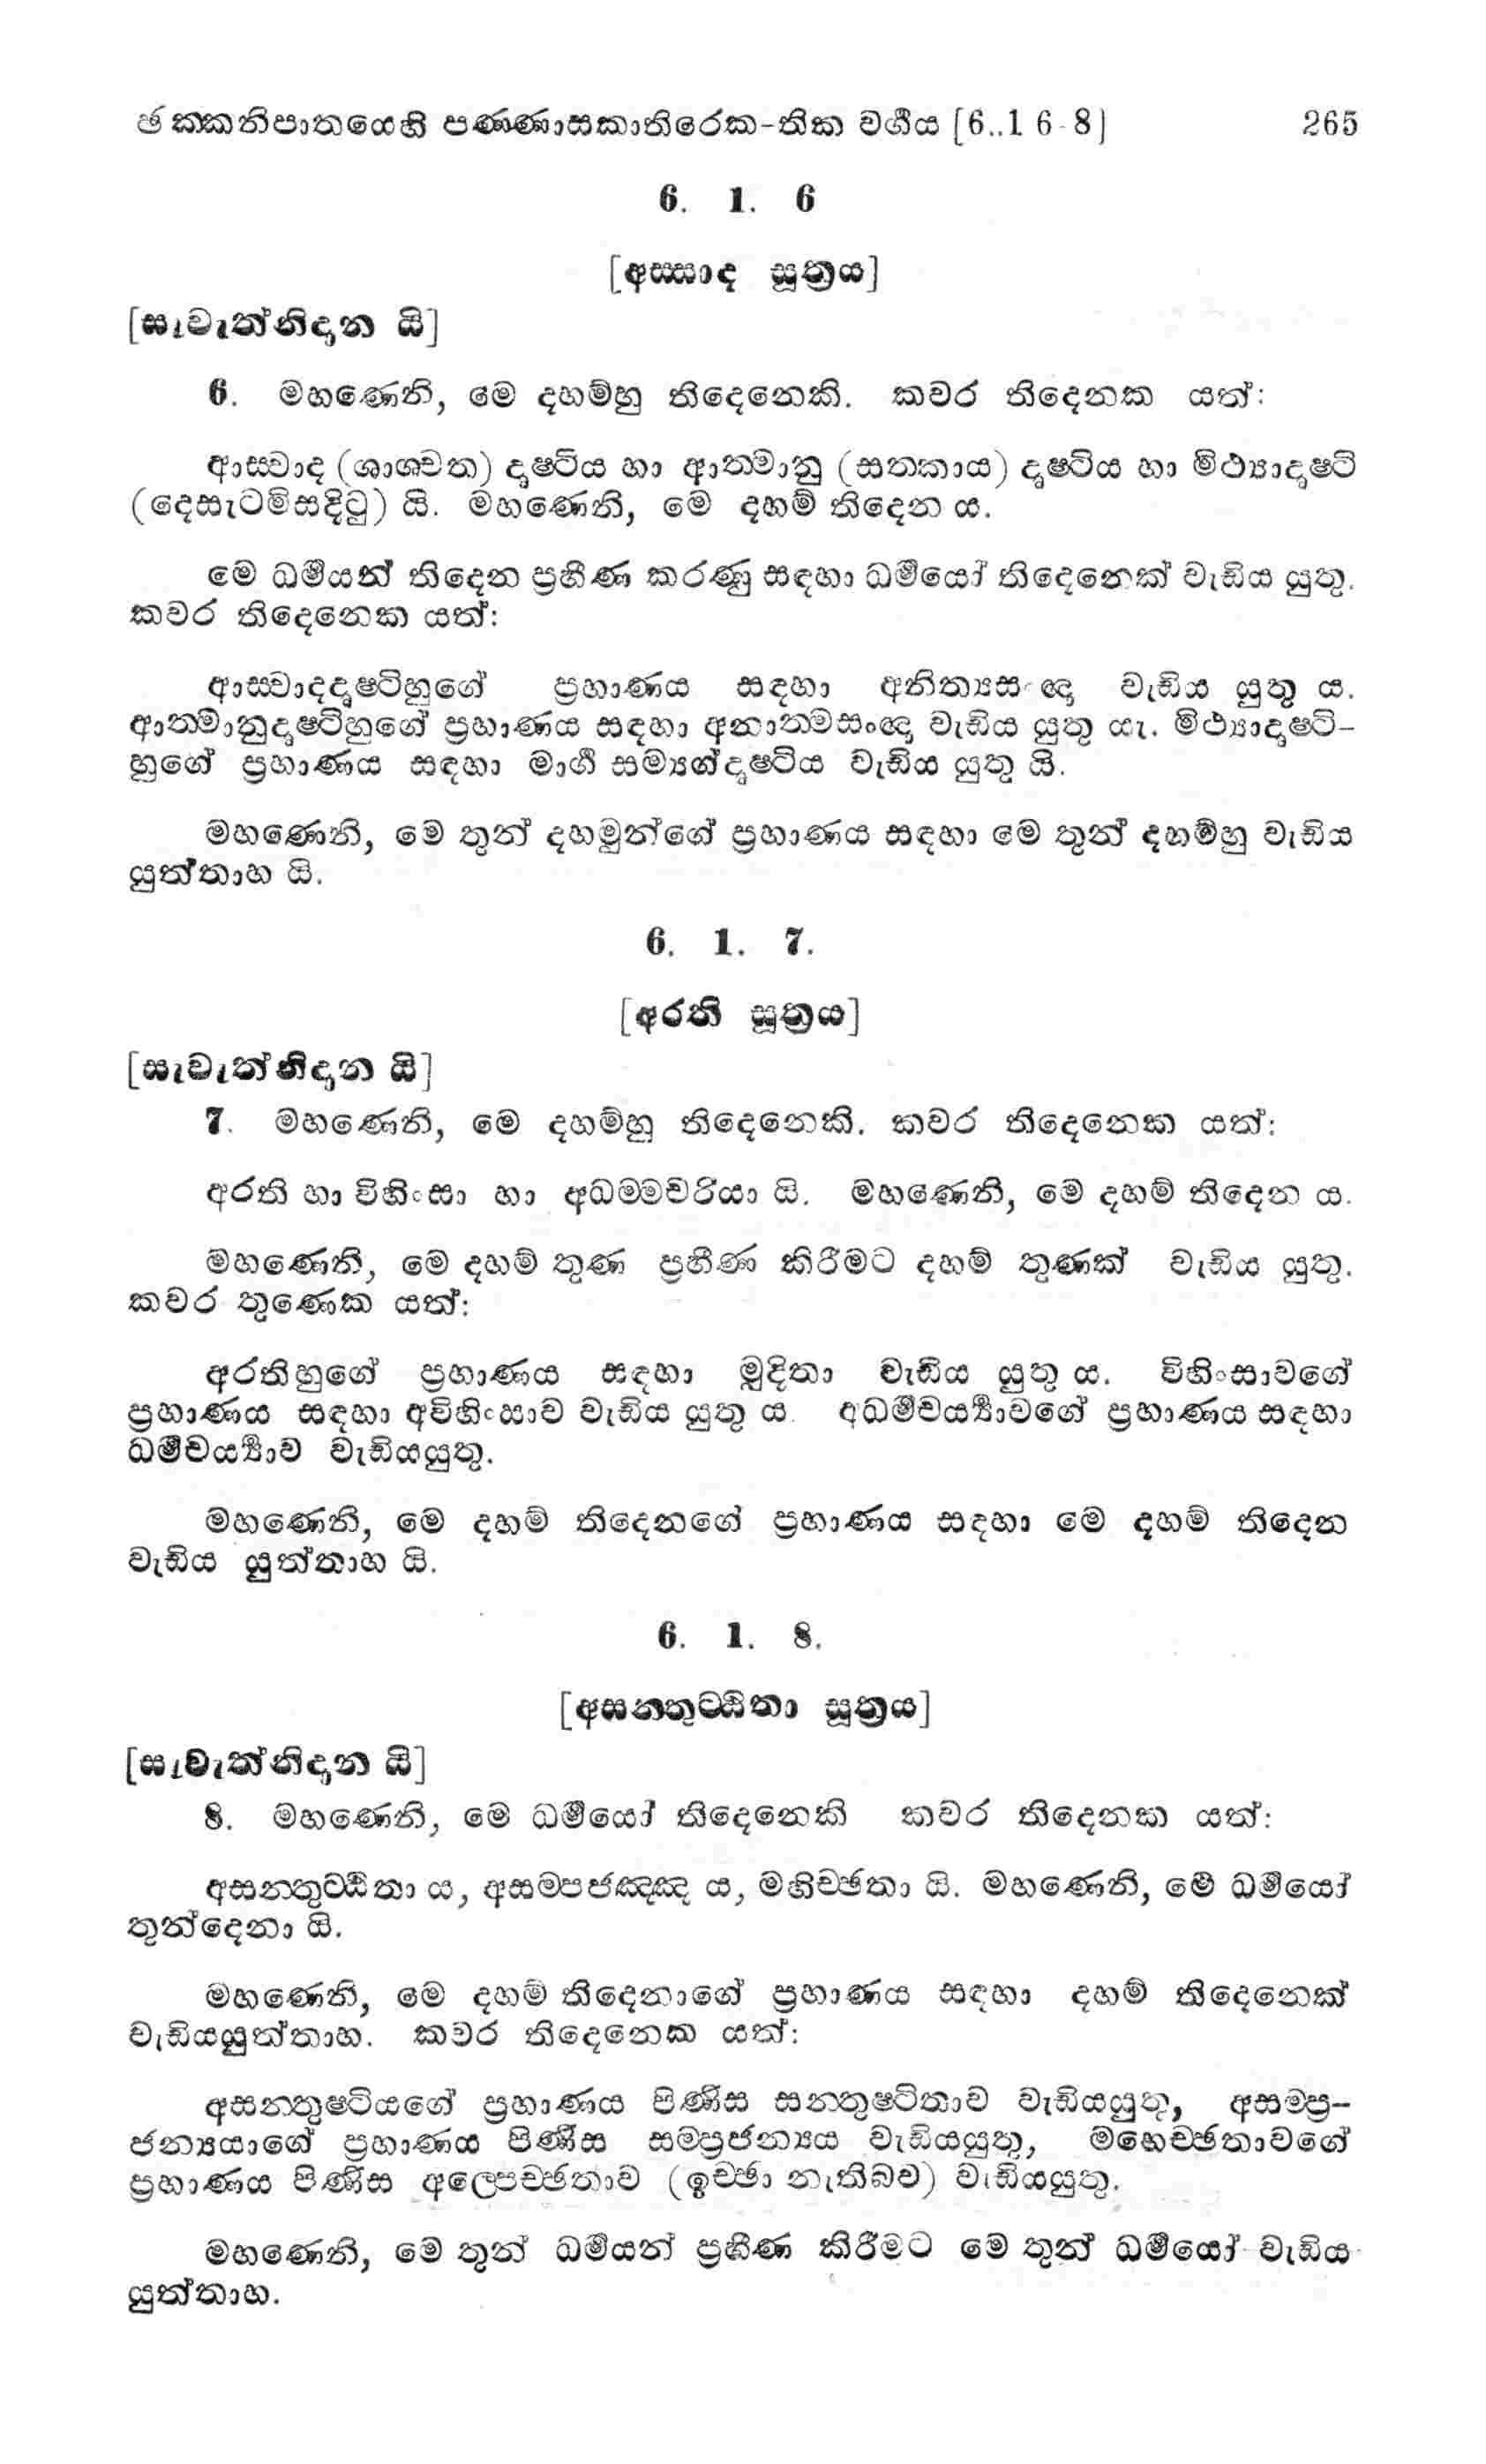 ඡක්කනිපාතයෙහි පණ්ණාසකාතිරෙක-තික වර්ගය [6..1 6-8] 265
6. 1. 6
[අස්සාද සූත්‍රය]
[සැවැත්නිදාන යි]
6. මහණෙනි, මෙ දහම්හු තිදෙනෙකි. කවර තිදෙනක යත්:
ආස්වාද (ශාශ්වත) දෘෂ්ටිය හා ආත්මානු (සත්කාය) දෘෂ්ටිය හා මිථ්‍යාදෘෂ්ටි
(දෙසැටමිසදිටු) යි. මහණෙනි, මෙ දහම් තිදෙන ය.
මෙ ධර්මයන් තිදෙන ප්‍රහීණ කරණු සඳහා ධර්මයෝ තිදෙනෙක් වැඩිය යුතු.
කවර තිදෙනෙක යත්:
ආස්වාදදෘෂ්ටිහුගේ ප්‍රහාණය සඳහා අනිත්‍යසංඥා වැඩිය යුතු ය.
ආත්මානුදෘෂ්ටිහුගේ ප්‍රහාණය සඳහා අනාත්මසංඥා වැඩිය යුතු යැ. මිථ්‍යාදෘෂ්ටි-
හුගේ ප්‍රහාණය සඳහා මාර්ග සම්‍යග්දෘෂ්ටිය වැඩිය යුතු යි.
මහණෙනි, මෙ තුන් දහමුන්ගේ ප්‍රහාණය සඳහා මෙ තුන් දහම්හු වැඩිය
යුත්තාහ යි.
6. 1. 7.
[අරති සූත්‍රය]
[සැවැත්නිදාන යි]
7. මහණෙනි, මෙ දහම්හු තිදෙනෙකි. කවර තිදෙනෙක යත්:
අරති හා විහිංසා හා අධම්මචරියා යි. මහණෙනි, මෙ දහම් තිදෙන ය.
මහණෙනි, මෙ දහම් තුණ ප්‍රහීණ කිරීමට දහම් තුණක් වැඩිය යුතු.
කවර තුණෙක යත්:
අරතිහුගේ ප්‍රහාණය සඳහා මුදිතා වැඩිය යුතු ය. විහිංසාවගේ
ප්‍රහාණය සඳහා අවිහිංසාව වැඩිය යුතු ය. අධර්මචර්‍ය්‍යාවගේ ප්‍රහාණය සඳහා
ධර්මචර්‍ය්‍යාව වැඩියයුතු.
මහණෙනි, මෙ දහම් තිදෙනගේ ප්‍රහාණය සදහා මෙ දහම් තිදෙන
වැඩිය යුත්තාහ යි.
6. 1. 8.
[අසන්තුට්ඨිතා සූත්‍රය]
[සැවැත්නිදාන යි]
8. මහණෙනි, මෙ ධර්මයෝ තිදෙනෙකි කවර තිදෙනක යත්:
අසන්තුට්ඨිතා ය, අසම්පජඤ්ඤ ය, මහිච්ඡතා යි. මහණෙනි, මේ ධර්මයෝ
තුන්දෙනා යි.
මහණෙනි, මෙ දහම් තිදෙනාගේ ප්‍රහාණය සඳහා දහම් තිදෙනෙක්
වැඩියයුත්තාහ. කවර තිදෙනෙක යත්:
අසන්තුෂ්ටියගේ ප්‍රහාණය පිණිස සන්තුෂ්ටිතාව වැඩියයුතු, අසම්ප්‍ර-
ජන්‍යයාගේ ප්‍රහාණය පිණිස සම්ප්‍රජන්‍යය වැඩියයුතු, මහෙච්ඡතාවගේ
ප්‍රහාණය පිණිස අල්පෙච්ඡතාව (ඉච්ඡා නැතිබව) වැඩියයුතු.
මහණෙනි, මෙ තුන් ධර්මයන් ප්‍රහීණ කිරීමට මෙ තුන් ධර්මයෝ වැඩිය
යුත්තාහ.